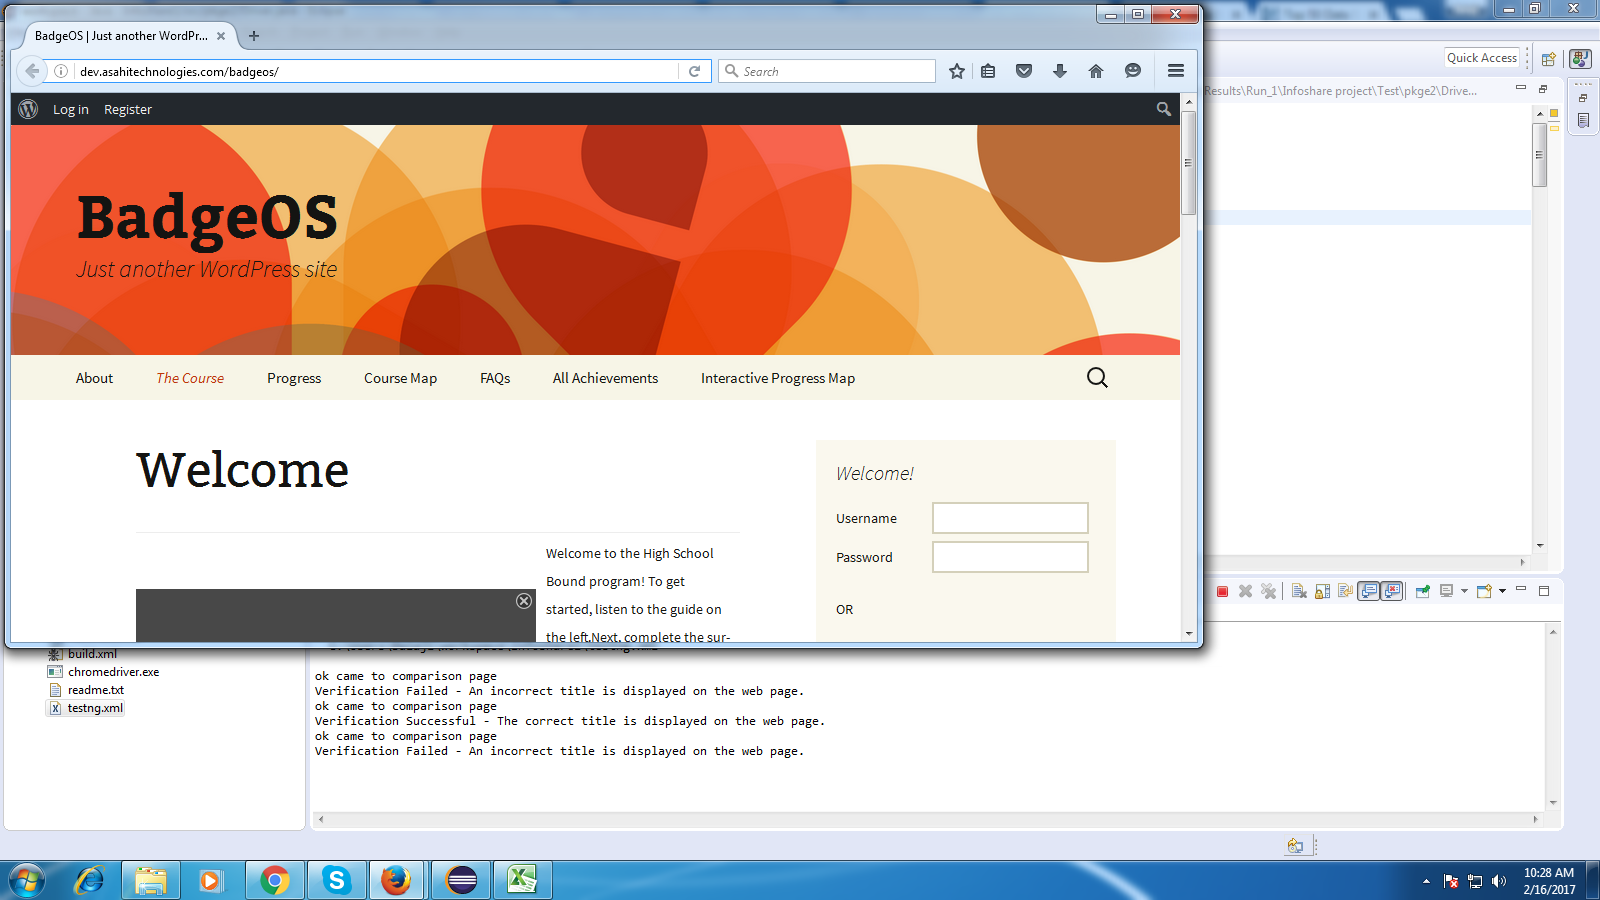 BadgeOS | Just another WordPr...
dev.asahitechnologies.com/badgeos/
Search
Quick Access
Results\Run_1\Infoshare project\Test\pkge2\Drive...
Log in
Register
BadgeOS
Just another WordPress site
About
The Course
Progress
Course Map
FAQs
All Achievements
Interactive Progress Map
Welcome
Welcome to the High School
Bound program! To get
started, listen to the guide on
the left.Next, complete the sur-
Welcome!
Username
Password
OR
build.xml
chromedriver.exe
readme.txt
testng.xml
ok came to comparison page
Verification Failed - An incorrect title is displayed on the web page.
ok came to comparison page
Verification Successful - The correct title is displayed on the web page.
ok came to comparison page
Verification Failed - An incorrect title is displayed on the web page.
10:28 AM
2/16/2017